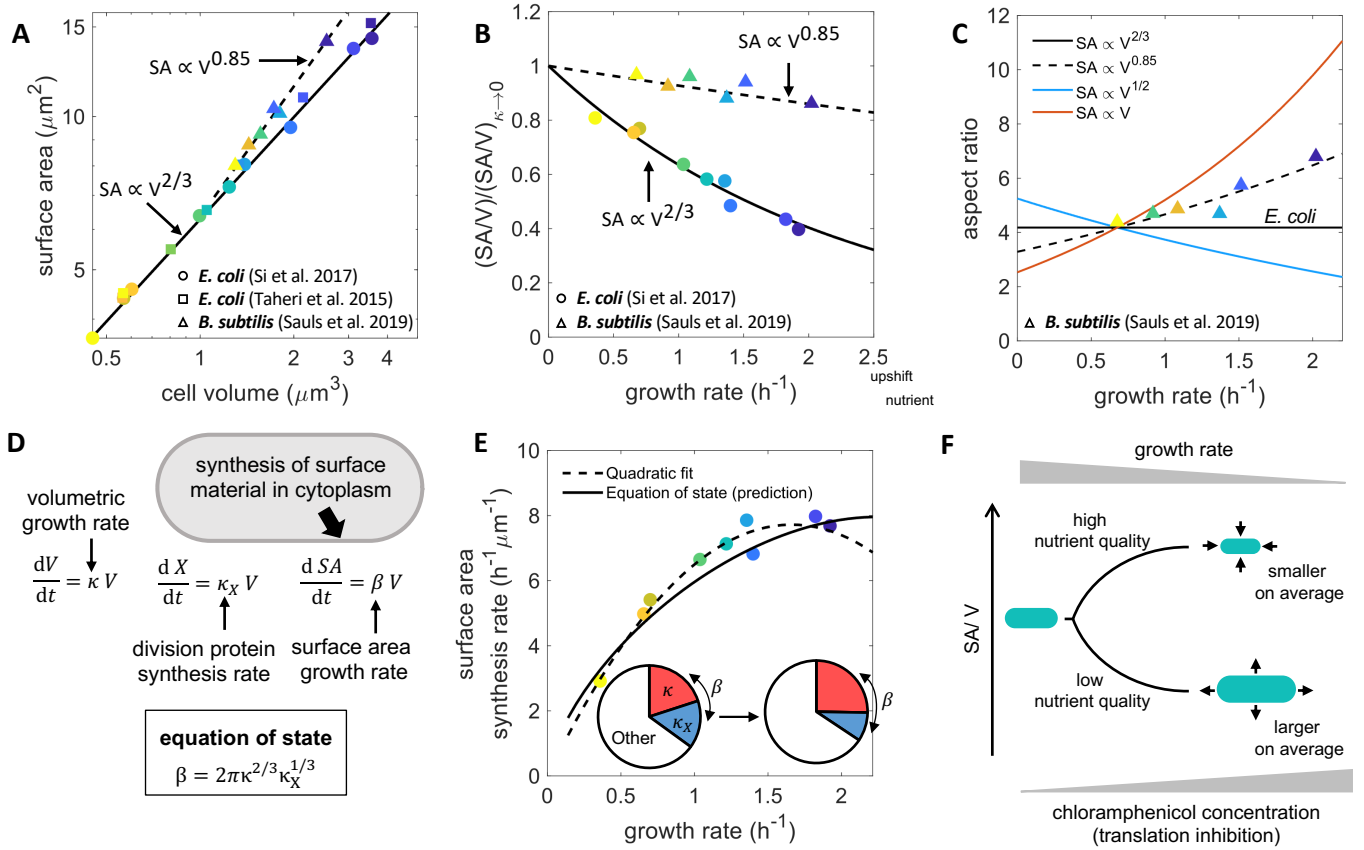 A
15
10
5
0.5
1
2
3
4
surface area (μm²)
cell volume (μm³)
SA ∝ V^0.85
SA ∝ V^2/3
E. coli (Si et al. 2017)
E. coli (Taheri et al. 2015)
B. subtilis (Sauls et al. 2019)
B
1.2
1
0.8
0.6
0.4
0.2
0
0
0.5
1
1.5
2
2.5
(SA/V)/(SA/V)κ→0
growth rate (h⁻¹)
SA ∝ V^0.85
SA ∝ V^2/3
E. coli (Si et al. 2017)
B. subtilis (Sauls et al. 2019)
upshift
nutrient
C
12
10
8
6
4
2
0
0
0.5
1
1.5
2
aspect ratio
growth rate (h⁻¹)
SA ∝ V^2/3
SA ∝ V^0.85
SA ∝ V^1/2
SA ∝ V
E. coli
B. subtilis (Sauls et al. 2019)
D
synthesis of surface
material in cytoplasm
volumetric
growth rate
dV/dt = κ V
d X/dt = κ_X V
d SA/dt = β V
division protein
synthesis rate
surface area
growth rate
equation of state
β = 2πκ^2/3 κ_X^1/3
E
10
8
6
4
2
0
0
0.5
1
1.5
2
surface area
synthesis rate (h⁻¹μm⁻¹)
growth rate (h⁻¹)
Quadratic fit
Equation of state (prediction)
κ
β
κ_X
Other
β
F
growth rate
SA/ V
high
nutrient quality
low
nutrient quality
smaller
on average
larger
on average
chloramphenicol concentration
(translation inhibition)